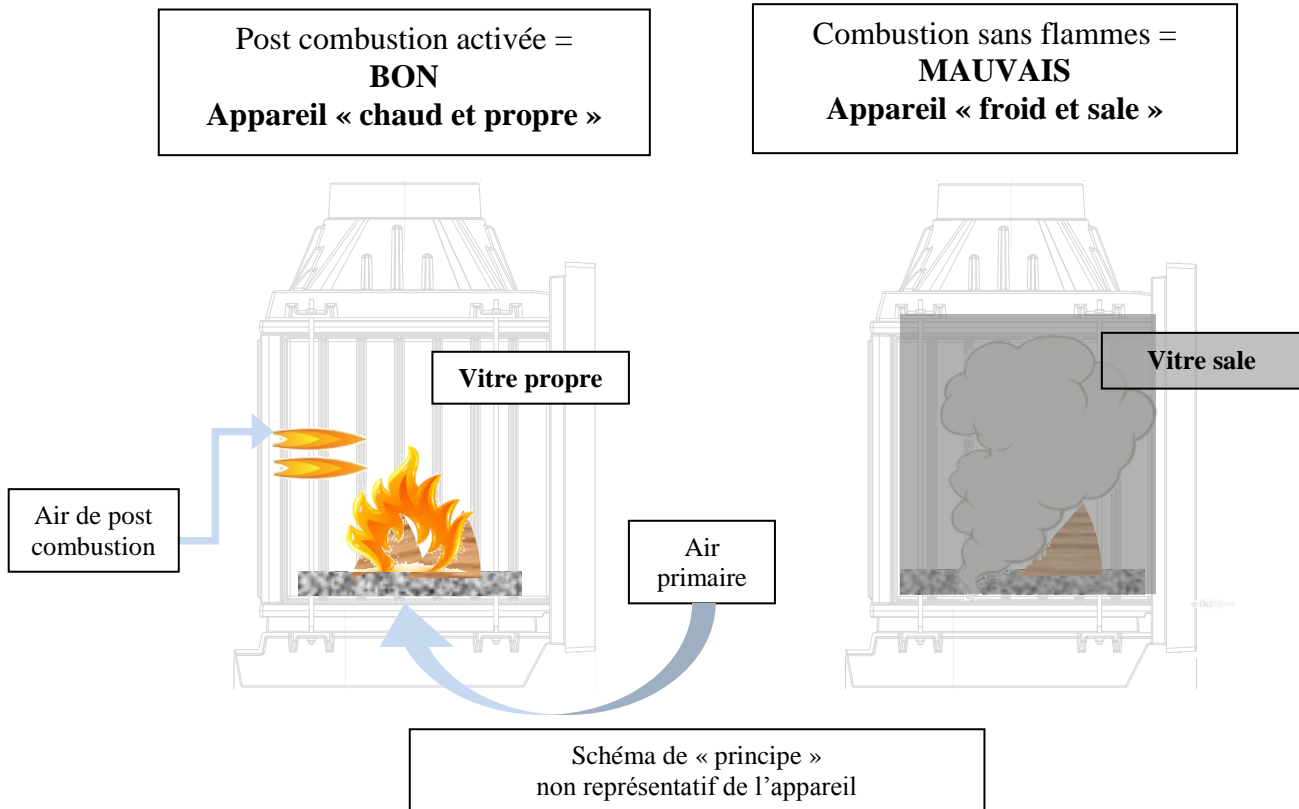 Post combustion activée =
BON
Appareil « chaud et propre »
Combustion sans flammes =
MAUVAIS
Appareil « froid et sale »
Vitre propre
Vitre sale
Air de post
combustion
Air
primaire
wikiHow
Schéma de « principe »
non représentatif de l’appareil